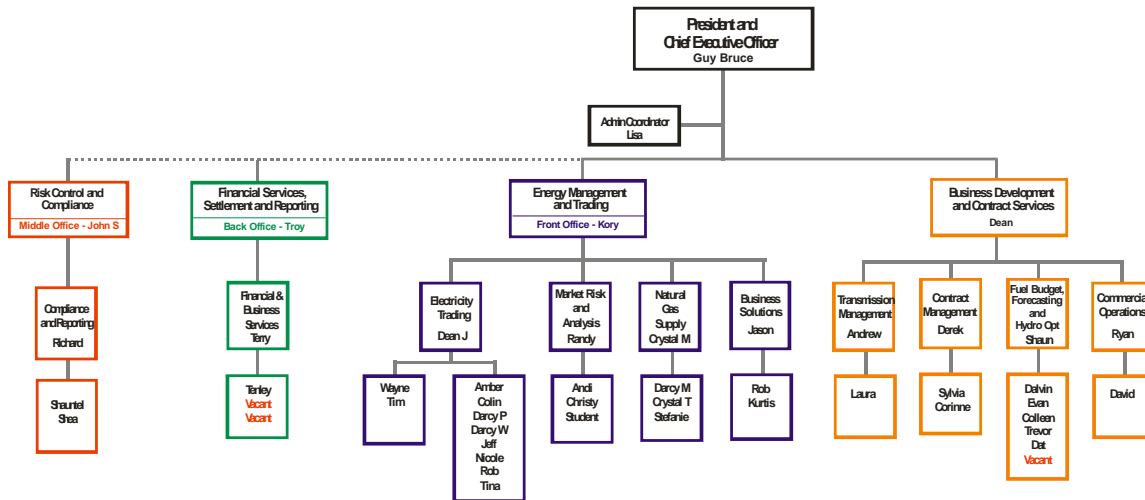 President and
Chief Executive Officer
Guy Bruce
Admin Coordinator
Lisa
Risk Control and
Compliance
Middle Office - John S
Financial Services,
Settlement and Reporting
Back Office - Troy
Energy Management
and Trading
Front Office - Kory
Business Development
and Contract Services
Dean
Compliance
and Reporting
Richard
Financial &
Business
Services
Terry
Electricity
Trading
Dean J
Market Risk
and
Analysis
Randy
Natural
Gas
Supply
Crystal M
Business
Solutions
Jason
Transmission
Management
Andrew
Contract
Management
Derek
Fuel Budget,
Forecasting
and
Hydro Opt
Shaun
Commercia
Operations
Ryan
Shauntel
Shea
Tenley
Vacant
Vacant
Wayne
Tim
Amber
Colin
Darcy P
Darcy W
Jeff
Nicole
Rob
Tina
Andi
Christy
Student
Darcy M
Crystal T
Stefanie
Rob
Kurtis
Laura
Sylvia
Corinne
Dalvin
Evan
Colleen
Trevor
Dat
Vacant
David